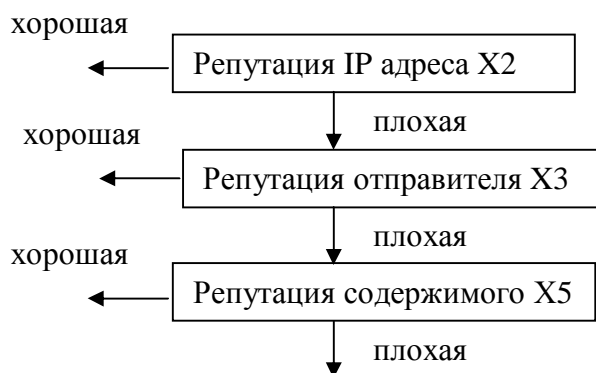 хорошая
Репутация IP адреса X2
плохая
хорошая
Репутация отправителя X3
плохая
хорошая
Репутация содержимого X5
плохая